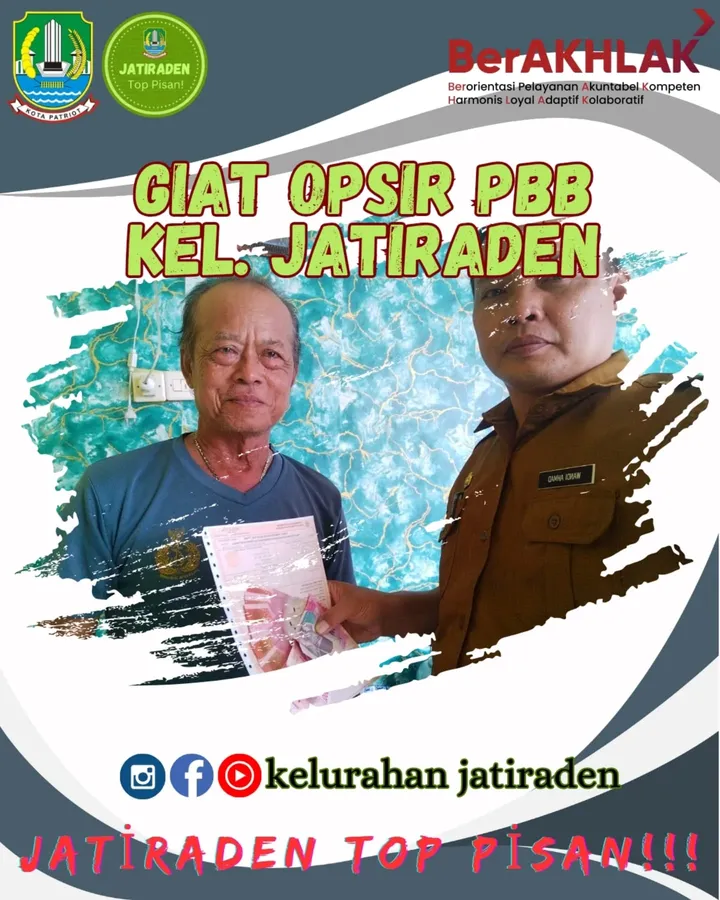 KOTA PATRIOT
JATIRADEN
Top Pisan!
BerAKHLAK
Berorientasi Pelayanan Akuntabel Kompeten
Harmonis Loyal Adaptif Kolaboratif
GIAT OPSIR PBB
KEL. JATIRADEN
kelurahan jatiraden
JATİRADEN TOP PİSAN!!!